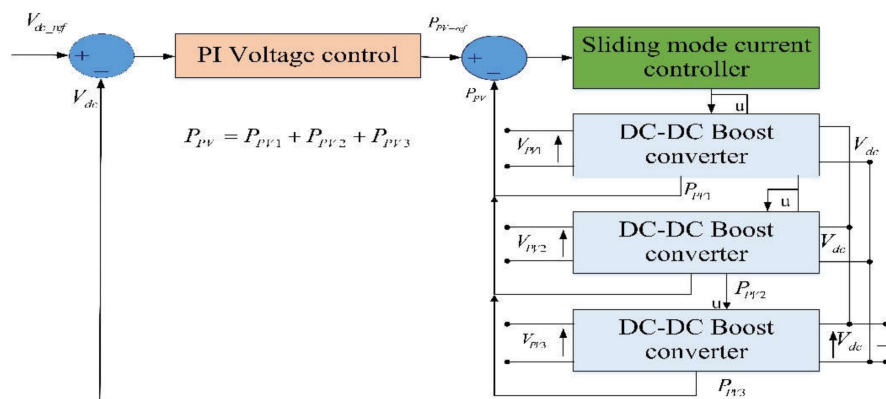 V_dc_ref
+
−
V_dc
PI Voltage control
P_PV−ref
+
−
P_PV
Sliding mode current
controller
u
P_PV = P_PV1 + P_PV2 + P_PV3
V_PV1
DC-DC Boost
converter
V_dc
P_PV1
u
V_PV2
DC-DC Boost
converter
V_dc
P_PV2
u
V_PV3
DC-DC Boost
converter
V_dc
−
P_PV3